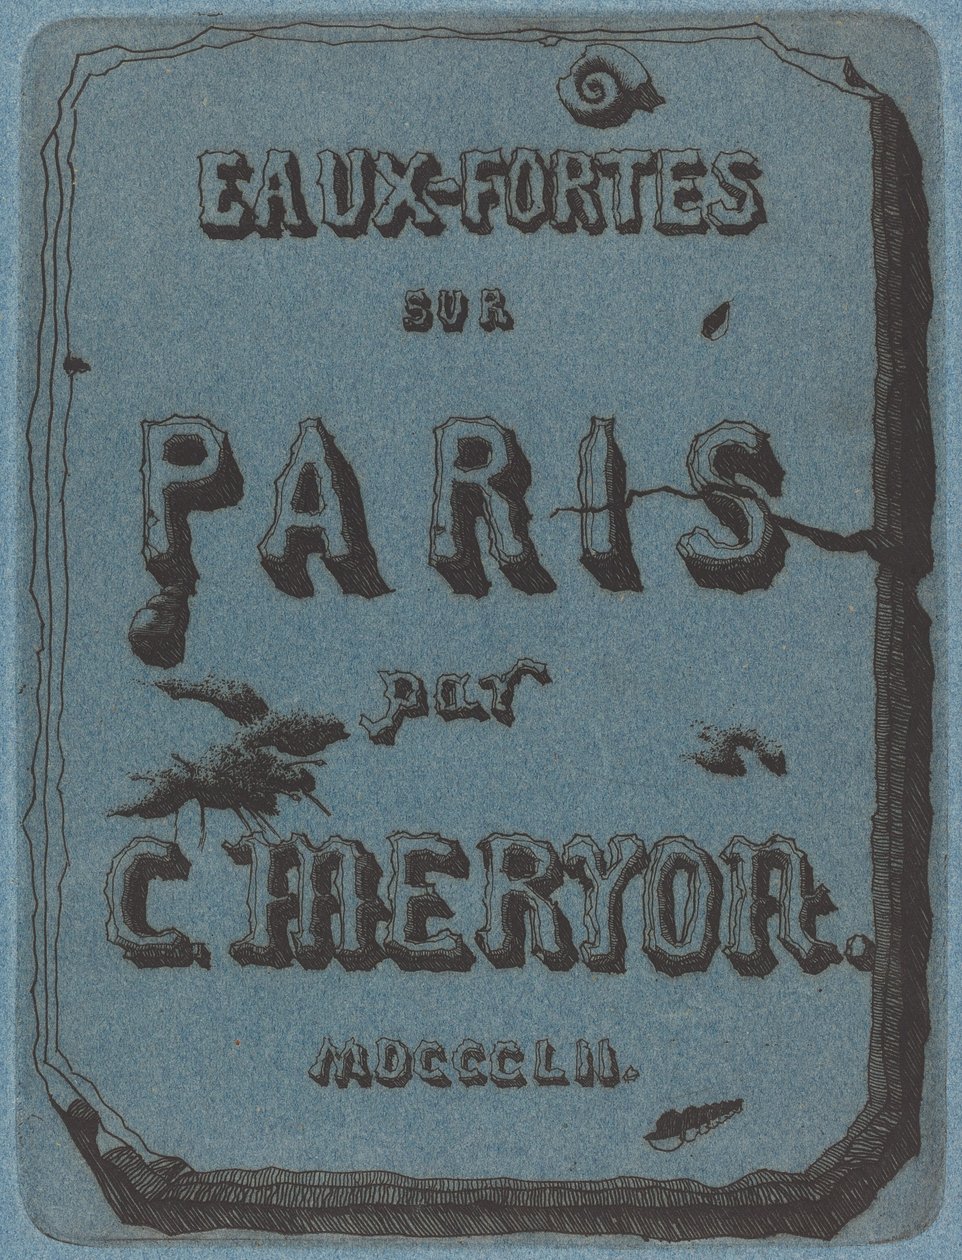 EAUX-FORTES
SUR
PARIS
par
C. MERYON.
MDCCCLII.